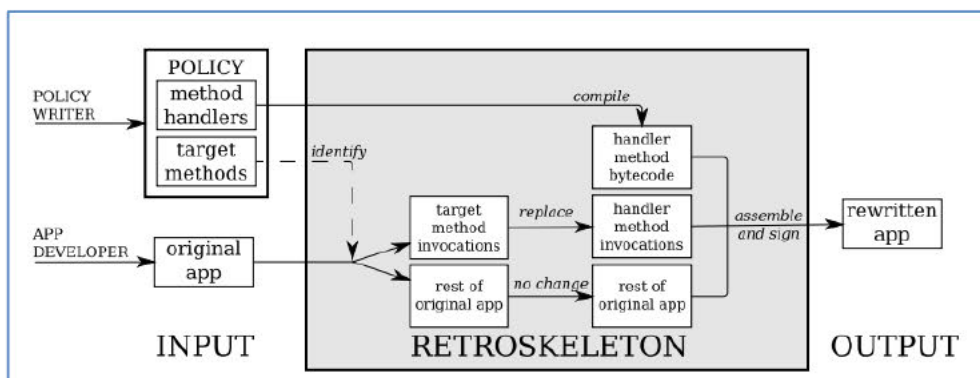 POLICY
WRITER
POLICY
method
handlers
target
methods
identify
compile
handler
method
bytecode
APP
DEVELOPER
original
app
target
method
invocations
replace
handler
method
invocations
rest of
original app
no change
rest of
original app
assemble
and sign
rewritten
app
INPUT
RETROSKELETON
OUTPUT